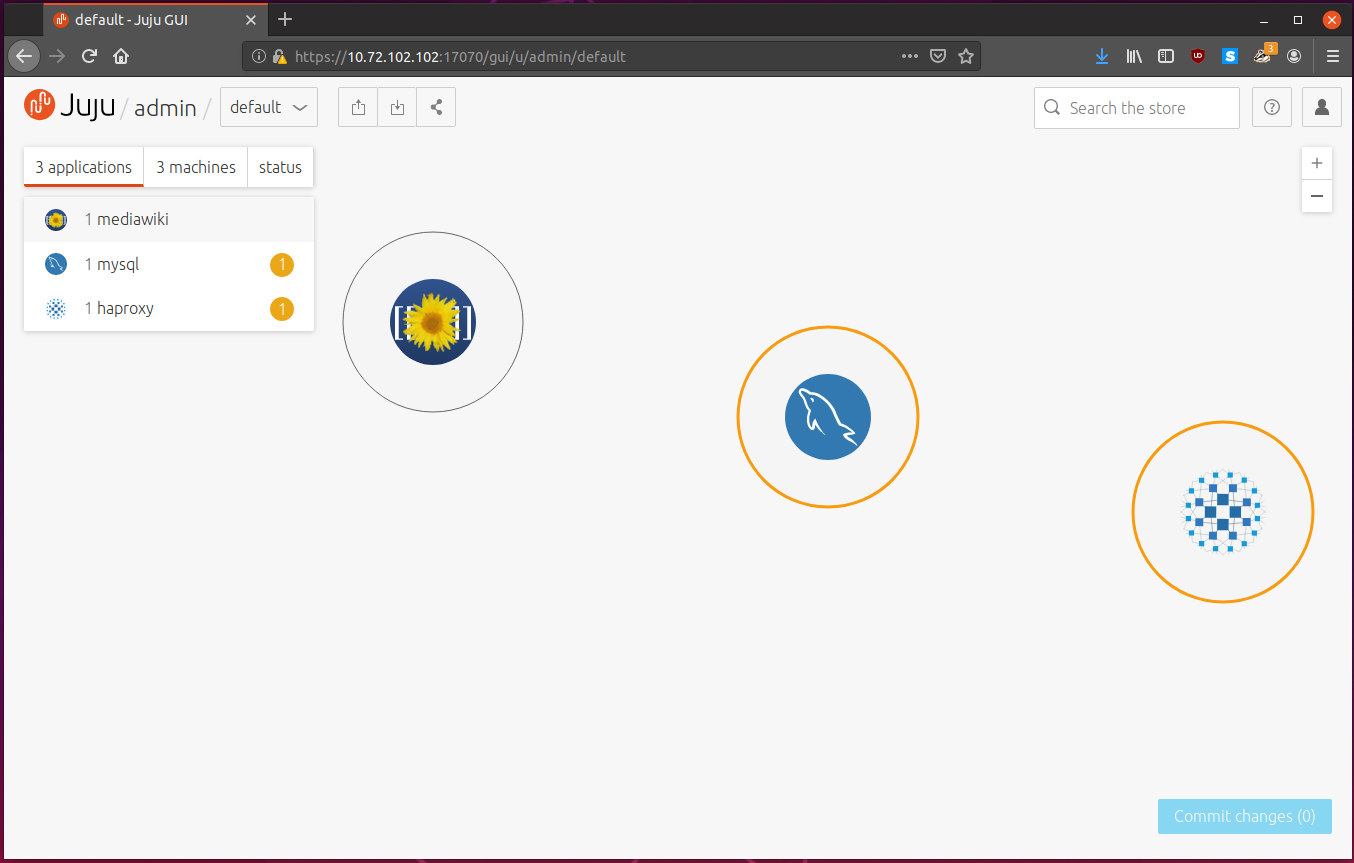 default - Juju GUI
https://10.72.102.102:17070/gui/u/admin/default
UD
S
3
Juju / admin / default
Search the store
?
3 applications
3 machines
status
1 mediawiki
1 mysql
1
1 haproxy
1
[[ ]]
+
−
Commit changes (0)